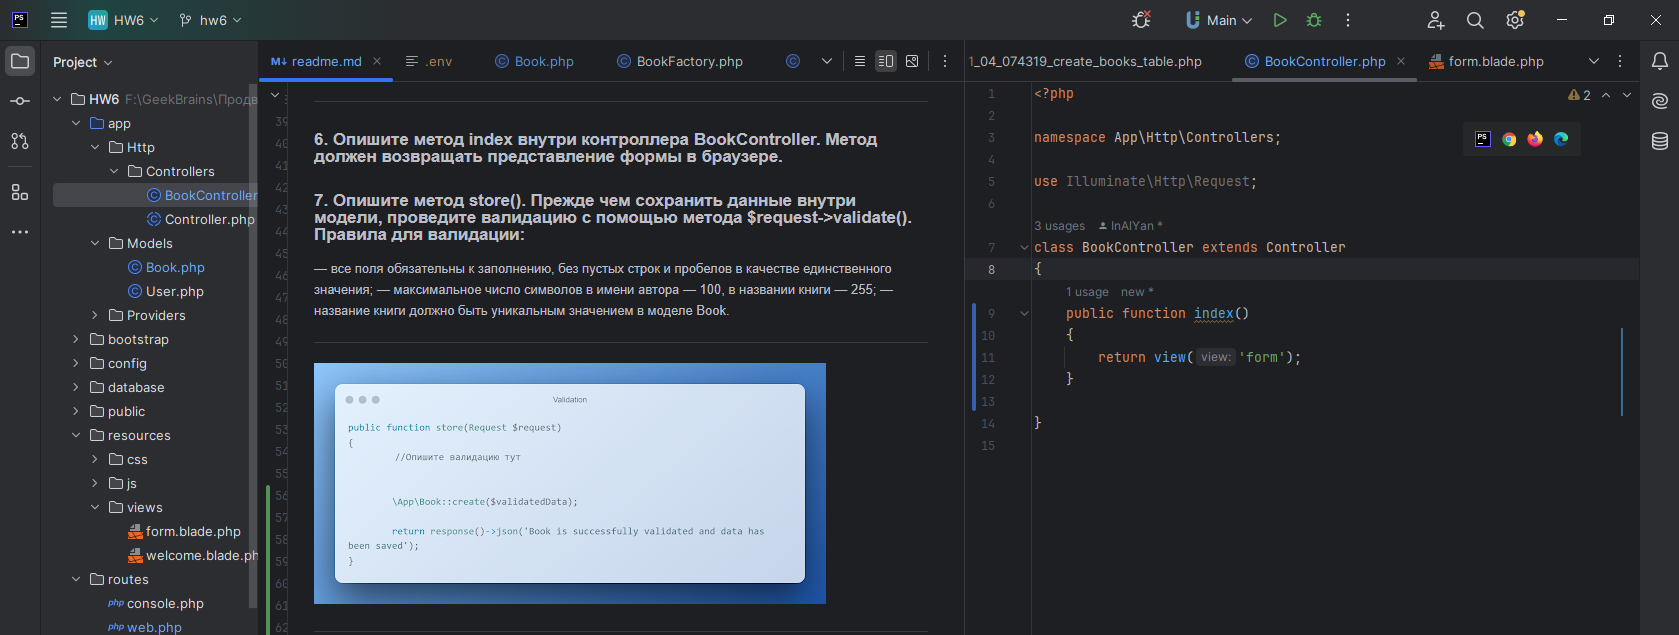 PS
HW HW6 hw6 Main
Project
HW6 F:\GeekBrains\Продв
app
Http
Controllers
BookController
Controller.php
Models
Book.php
User.php
Providers
bootstrap
config
database
public
resources
css
js
views
form.blade.php
welcome.blade.ph
routes
php console.php
php web.php
M↓ readme.md .env Book.php BookFactory.php
39
40
41
42
43
44
45
46
47
48
49
50
51
52
53
54
55
56
57
58
59
60
61
62
6. Опишите метод index внутри контроллера BookController. Метод
должен возвращать представление формы в браузере.
7. Опишите метод store(). Прежде чем сохранить данные внутри
модели, проведите валидацию с помощью метода $request->validate().
Правила для валидации:
— все поля обязательны к заполнению, без пустых строк и пробелов в качестве единственного
значения; — максимальное число символов в имени автора — 100, в названии книги — 255; —
название книги должно быть уникальным значением в моделе Book.
Validation
public function store(Request $request)
{
//Опишите валидацию тут
\App\Book::create($validatedData);
return response()->json('Book is successfully validated and data has
been saved');
}
1_04_074319_create_books_table.php BookController.php form.blade.php
1 <?php
2
3 namespace App\Http\Controllers;
4
5 use Illuminate\Http\Request;
6
3 usages InAlYan *
7 class BookController extends Controller
8 {
1 usage new *
9 public function index()
10 {
11 return view( view: 'form');
12 }
13
14 }
15
2
PS